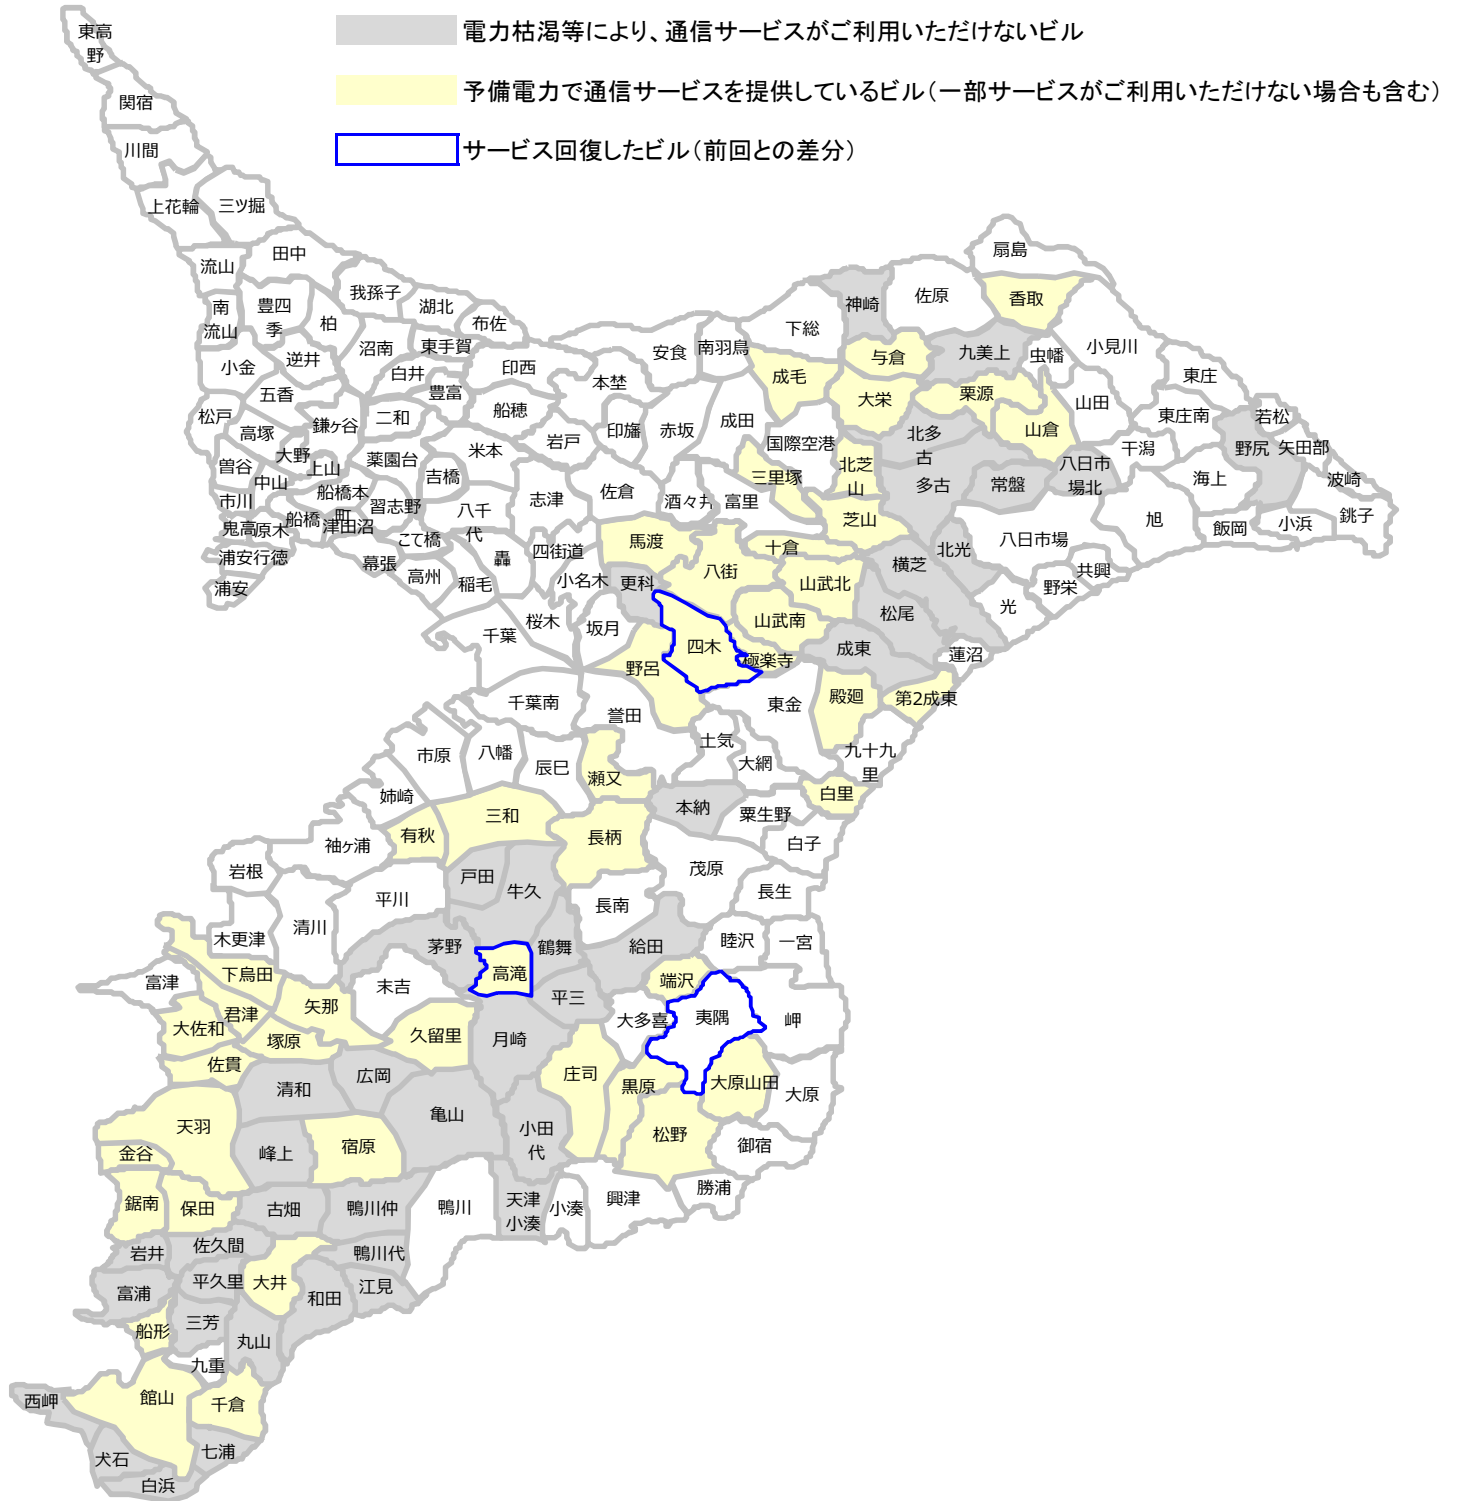 電力枯渇等により、通信サービスがご利用いただけないビル
予備電力で通信サービスを提供しているビル（一部サービスがご利用いただけない場合も含む）
サービス回復したビル（前回との差分）
東高
野
関宿
川間
上花輪
三ツ掘
流山
田中
南
流山
豊四
季
柏
我孫子
湖北
布佐
小金
逆井
沼南
東手賀
白井
豊富
印西
五香
松戸
高塚
鎌ヶ谷
二和
船穂
本埜
安食
南羽鳥
下総
神崎
佐原
扇島
香取
与倉
九美上
虫幡
小見川
東庄
成毛
大栄
栗源
山倉
山田
東庄南
若松
野尻
矢田部
波崎
銚子
曽谷
大野
中山
上山
薬園台
吉橋
米本
岩戸
印旛
赤坂
成田
国際空港
北多
古
多古
常盤
八日市
場北
干潟
海上
市川
船橋本
町
習志野
八千
代
志津
佐倉
酒々井
富里
三里塚
北芝
山
芝山
旭
飯岡
小浜
鬼高
原木
船橋
津田沼
こて橋
浦安行徳
浦安
幕張
高州
稲毛
轟
四街道
小名木
更科
馬渡
八街
十倉
山武北
横芝
北光
八日市場
共興
野栄
光
千葉
桜木
坂月
野呂
四木
極楽寺
山武南
松尾
成東
蓮沼
第2成東
千葉南
誉田
東金
殿廻
九十九
里
市原
八幡
辰巳
瀬又
土気
大網
白里
姉崎
有秋
三和
長柄
本納
粟生野
白子
袖ヶ浦
岩根
平川
戸田
牛久
長南
茂原
長生
木更津
清川
茅野
鶴舞
給田
睦沢
一宮
富津
下烏田
末吉
高滝
平三
端沢
大佐和
君津
矢那
塚原
久留里
月崎
大多喜
夷隅
岬
佐貫
清和
広岡
庄司
黒原
大原山田
大原
天羽
峰上
宿原
亀山
小田
代
松野
御宿
金谷
鋸南
保田
古畑
鴨川仲
鴨川
天津
小湊
小湊
興津
勝浦
岩井
佐久間
鴨川代
富浦
平久里
大井
和田
江見
船形
三芳
丸山
九重
西岬
館山
千倉
犬石
七浦
白浜